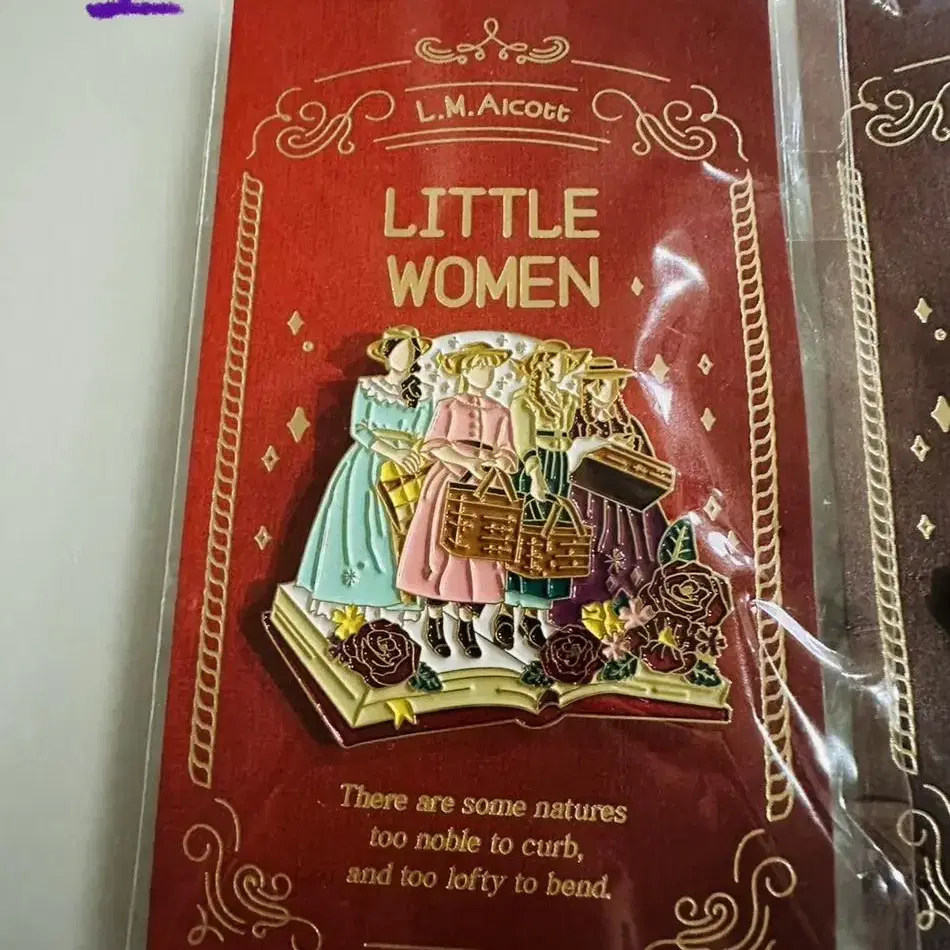 L.M.Alcott
LITTLE
WOMEN
There are some natures
too noble to curb,
and too lofty to bend.